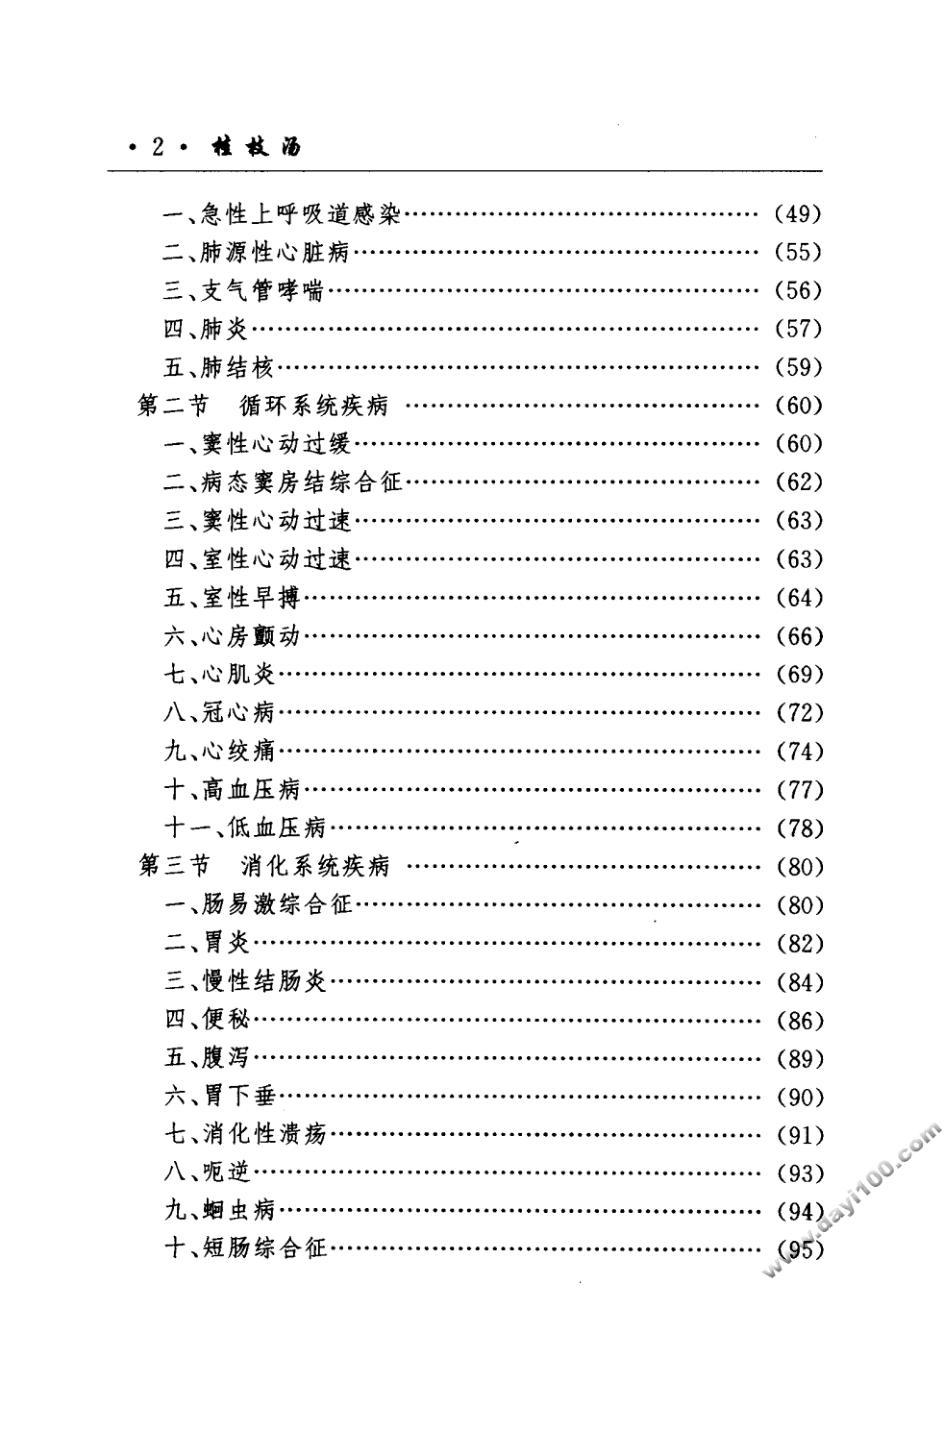 ·2· 桂枝汤
一、急性上呼吸道感染…………………………………… (49)
二、肺源性心脏病………………………………………… (55)
三、支气管哮喘…………………………………………… (56)
四、肺炎…………………………………………………… (57)
五、肺结核………………………………………………… (59)
第二节 循环系统疾病 …………………………………… (60)
一、窦性心动过缓………………………………………… (60)
二、病态窦房结综合征…………………………………… (62)
三、窦性心动过速………………………………………… (63)
四、室性心动过速………………………………………… (63)
五、室性早搏……………………………………………… (64)
六、心房颤动……………………………………………… (66)
七、心肌炎………………………………………………… (69)
八、冠心病………………………………………………… (72)
九、心绞痛………………………………………………… (74)
十、高血压病……………………………………………… (77)
十一、低血压病…………………………………………… (78)
第三节 消化系统疾病 …………………………………… (80)
一、肠易激综合征………………………………………… (80)
二、胃炎…………………………………………………… (82)
三、慢性结肠炎…………………………………………… (84)
四、便秘…………………………………………………… (86)
五、腹泻…………………………………………………… (89)
六、胃下垂………………………………………………… (90)
七、消化性溃疡…………………………………………… (91)
八、呃逆…………………………………………………… (93)
九、蛔虫病………………………………………………… (94)
十、短肠综合征…………………………………………… (95)
www.dayi100.com